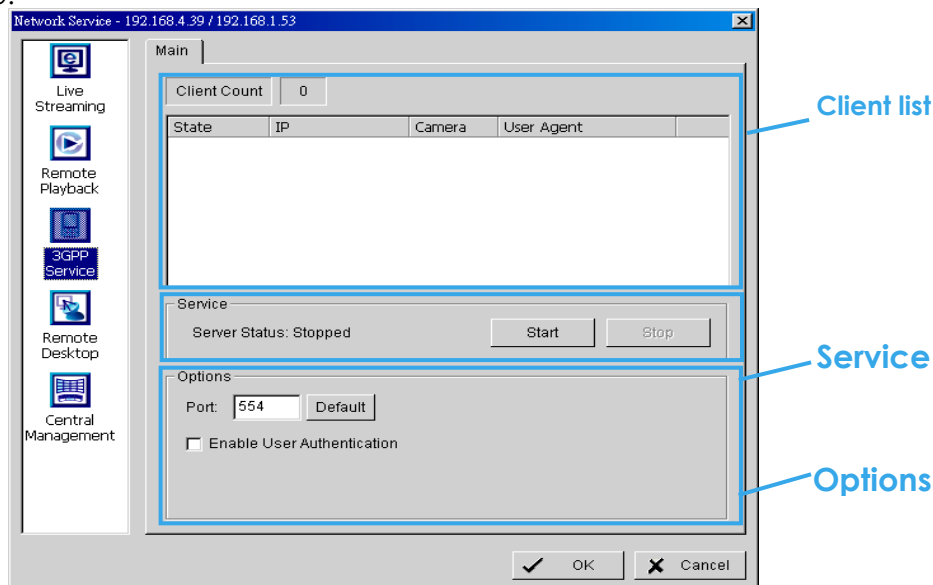 Network Service - 192.168.4.39 / 192.168.1.53
Live
Streaming
Remote
Playback
3GPP
Service
Remote
Desktop
Central
Management
Main
Client Count 0
State IP Camera User Agent
Client list
Service
Server Status: Stopped Start Stop
Service
Options
Port: 554 Default
Enable User Authentication
Options
OK Cancel